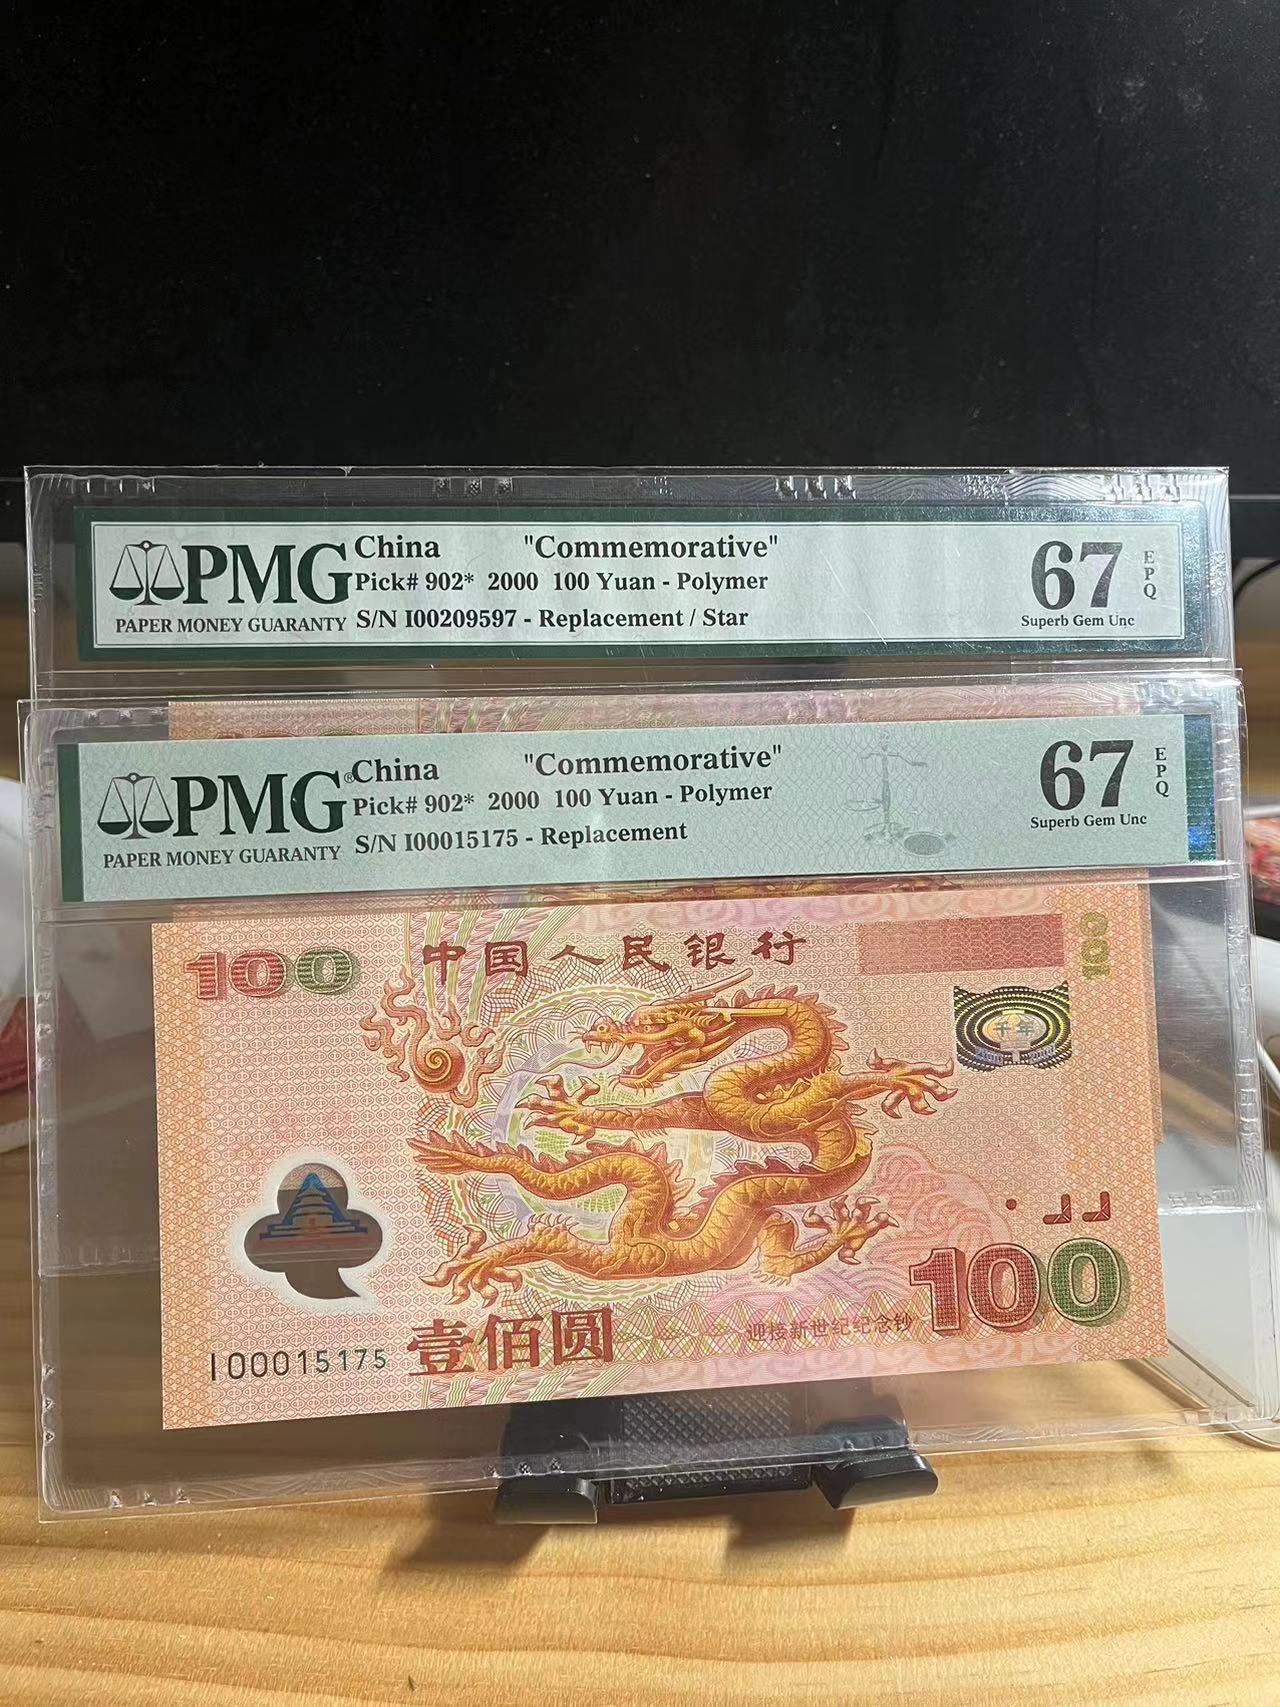 PMG
PAPER MONEY GUARANTY
China "Commemorative"
Pick# 902* 2000 100 Yuan - Polymer
S/N I00209597 - Replacement / Star
67
EPQ
Superb Gem Unc
PMG®
PAPER MONEY GUARANTY
China "Commemorative"
Pick# 902* 2000 100 Yuan - Polymer
S/N I00015175 - Replacement
67
EPQ
Superb Gem Unc
100
中国人民银行
100
千年
100
迎接新世纪纪念钞
壹佰圆
I00015175